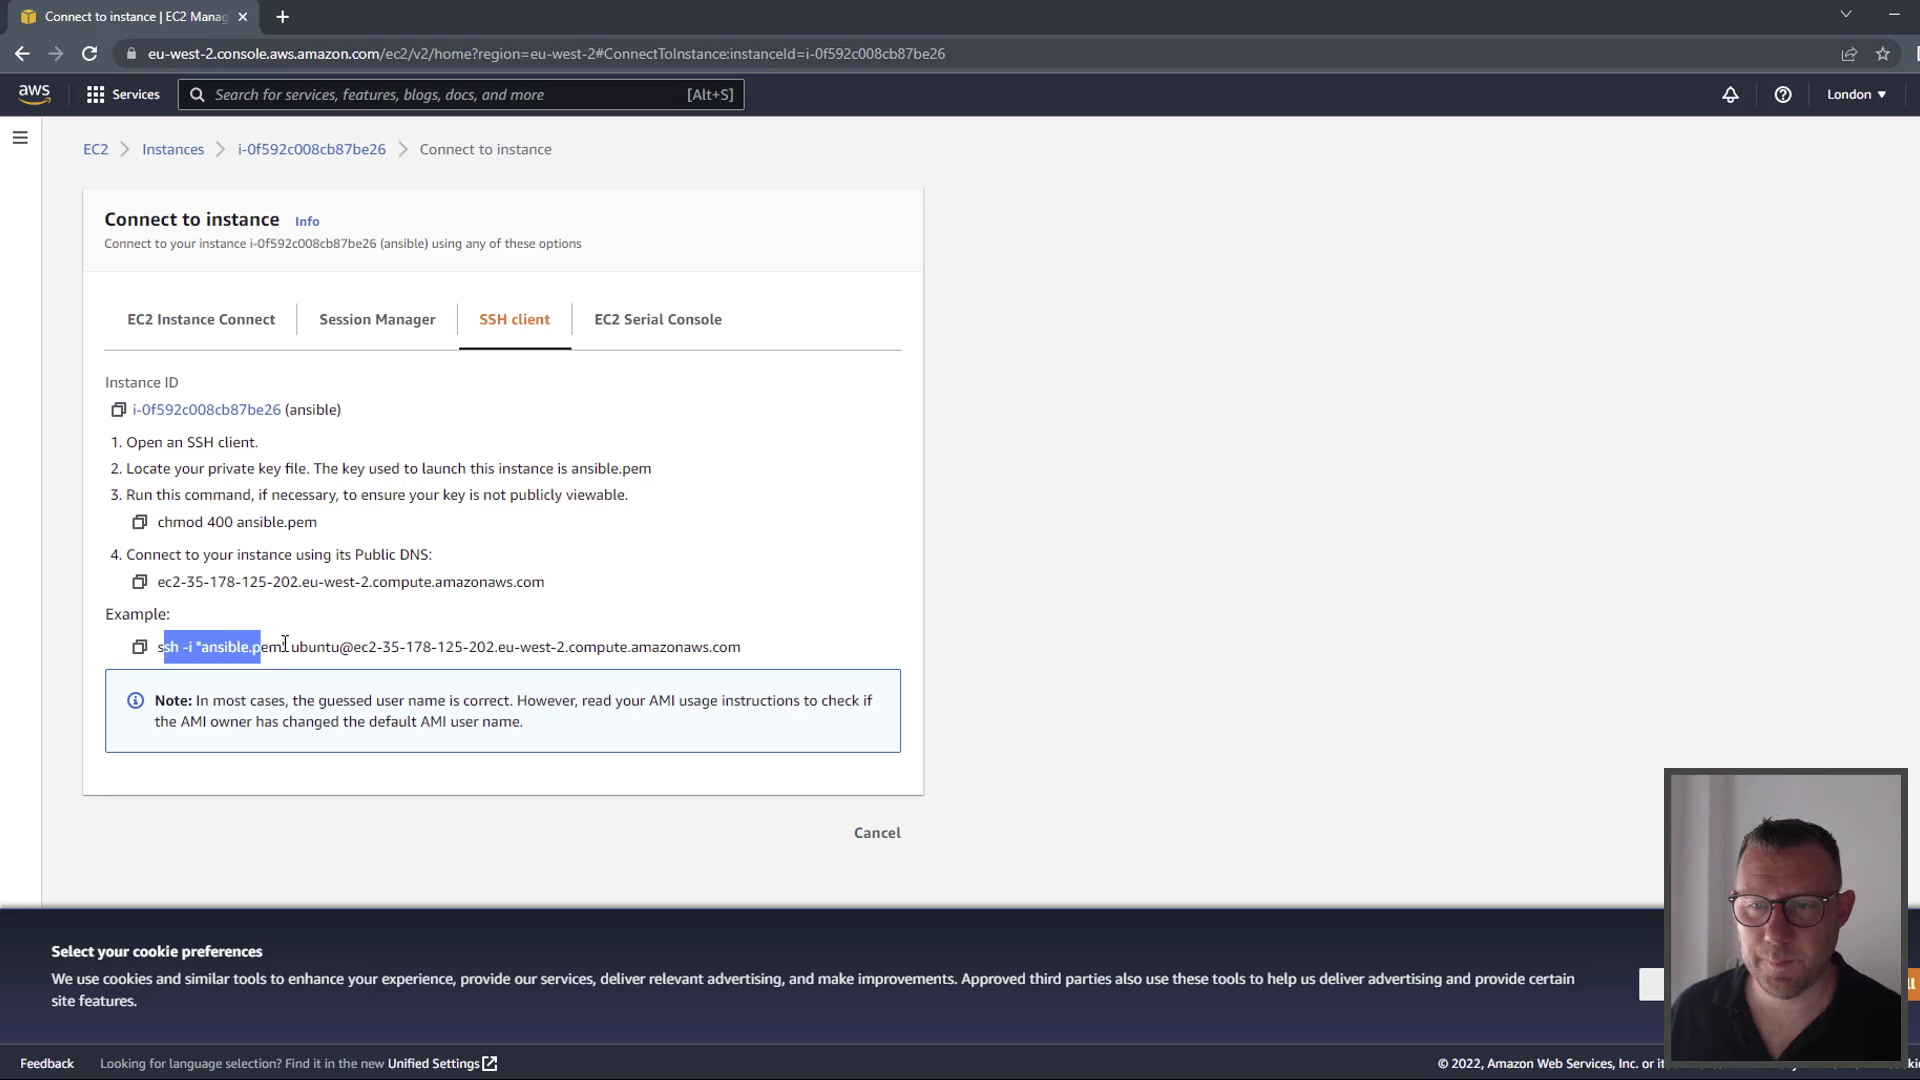 Connect to instance | EC2 Manag
eu-west-2.console.aws.amazon.com/ec2/v2/home?region=eu-west-2#ConnectToInstance:instanceId=i-0f592c008cb87be26
aws
Services
Search for services, features, blogs, docs, and more
[Alt+S]
London
EC2 > Instances > i-0f592c008cb87be26 > Connect to instance
Connect to instance Info
Connect to your instance i-0f592c008cb87be26 (ansible) using any of these options
EC2 Instance Connect
Session Manager
SSH client
EC2 Serial Console
Instance ID
i-0f592c008cb87be26 (ansible)
1. Open an SSH client.
2. Locate your private key file. The key used to launch this instance is ansible.pem
3. Run this command, if necessary, to ensure your key is not publicly viewable.
chmod 400 ansible.pem
4. Connect to your instance using its Public DNS:
ec2-35-178-125-202.eu-west-2.compute.amazonaws.com
Example:
ssh -i "ansible.pem" ubuntu@ec2-35-178-125-202.eu-west-2.compute.amazonaws.com
Note: In most cases, the guessed user name is correct. However, read your AMI usage instructions to check if
the AMI owner has changed the default AMI user name.
Cancel
Select your cookie preferences
We use cookies and similar tools to enhance your experience, provide our services, deliver relevant advertising, and make improvements. Approved third parties also use these tools to help us deliver advertising and provide certain
site features.
Feedback
Looking for language selection? Find it in the new Unified Settings
© 2022, Amazon Web Services, Inc. or